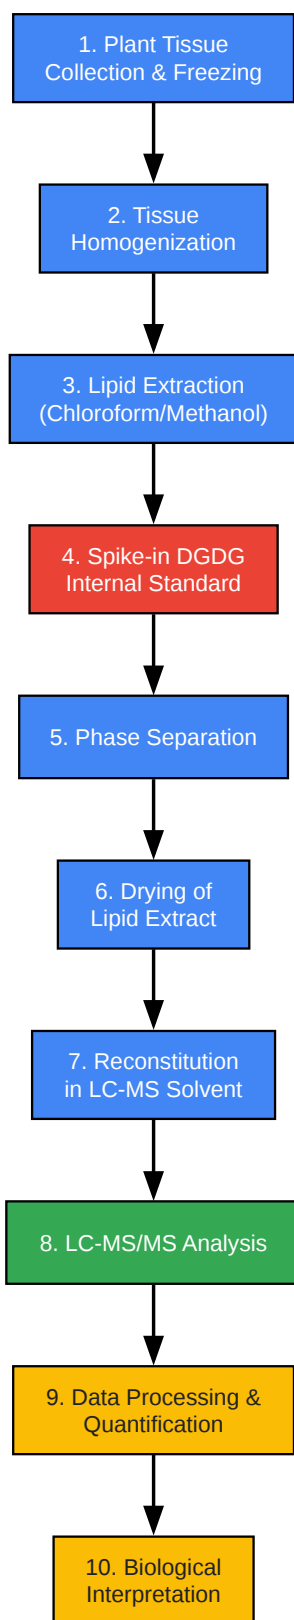 1. Plant Tissue
Collection & Freezing
2. Tissue
Homogenization
3. Lipid Extraction
(Chloroform/Methanol)
4. Spike-in DGDG
Internal Standard
5. Phase Separation
6. Drying of
Lipid Extract
7. Reconstitution
in LC-MS Solvent
8. LC-MS/MS Analysis
9. Data Processing &
Quantification
10. Biological
Interpretation